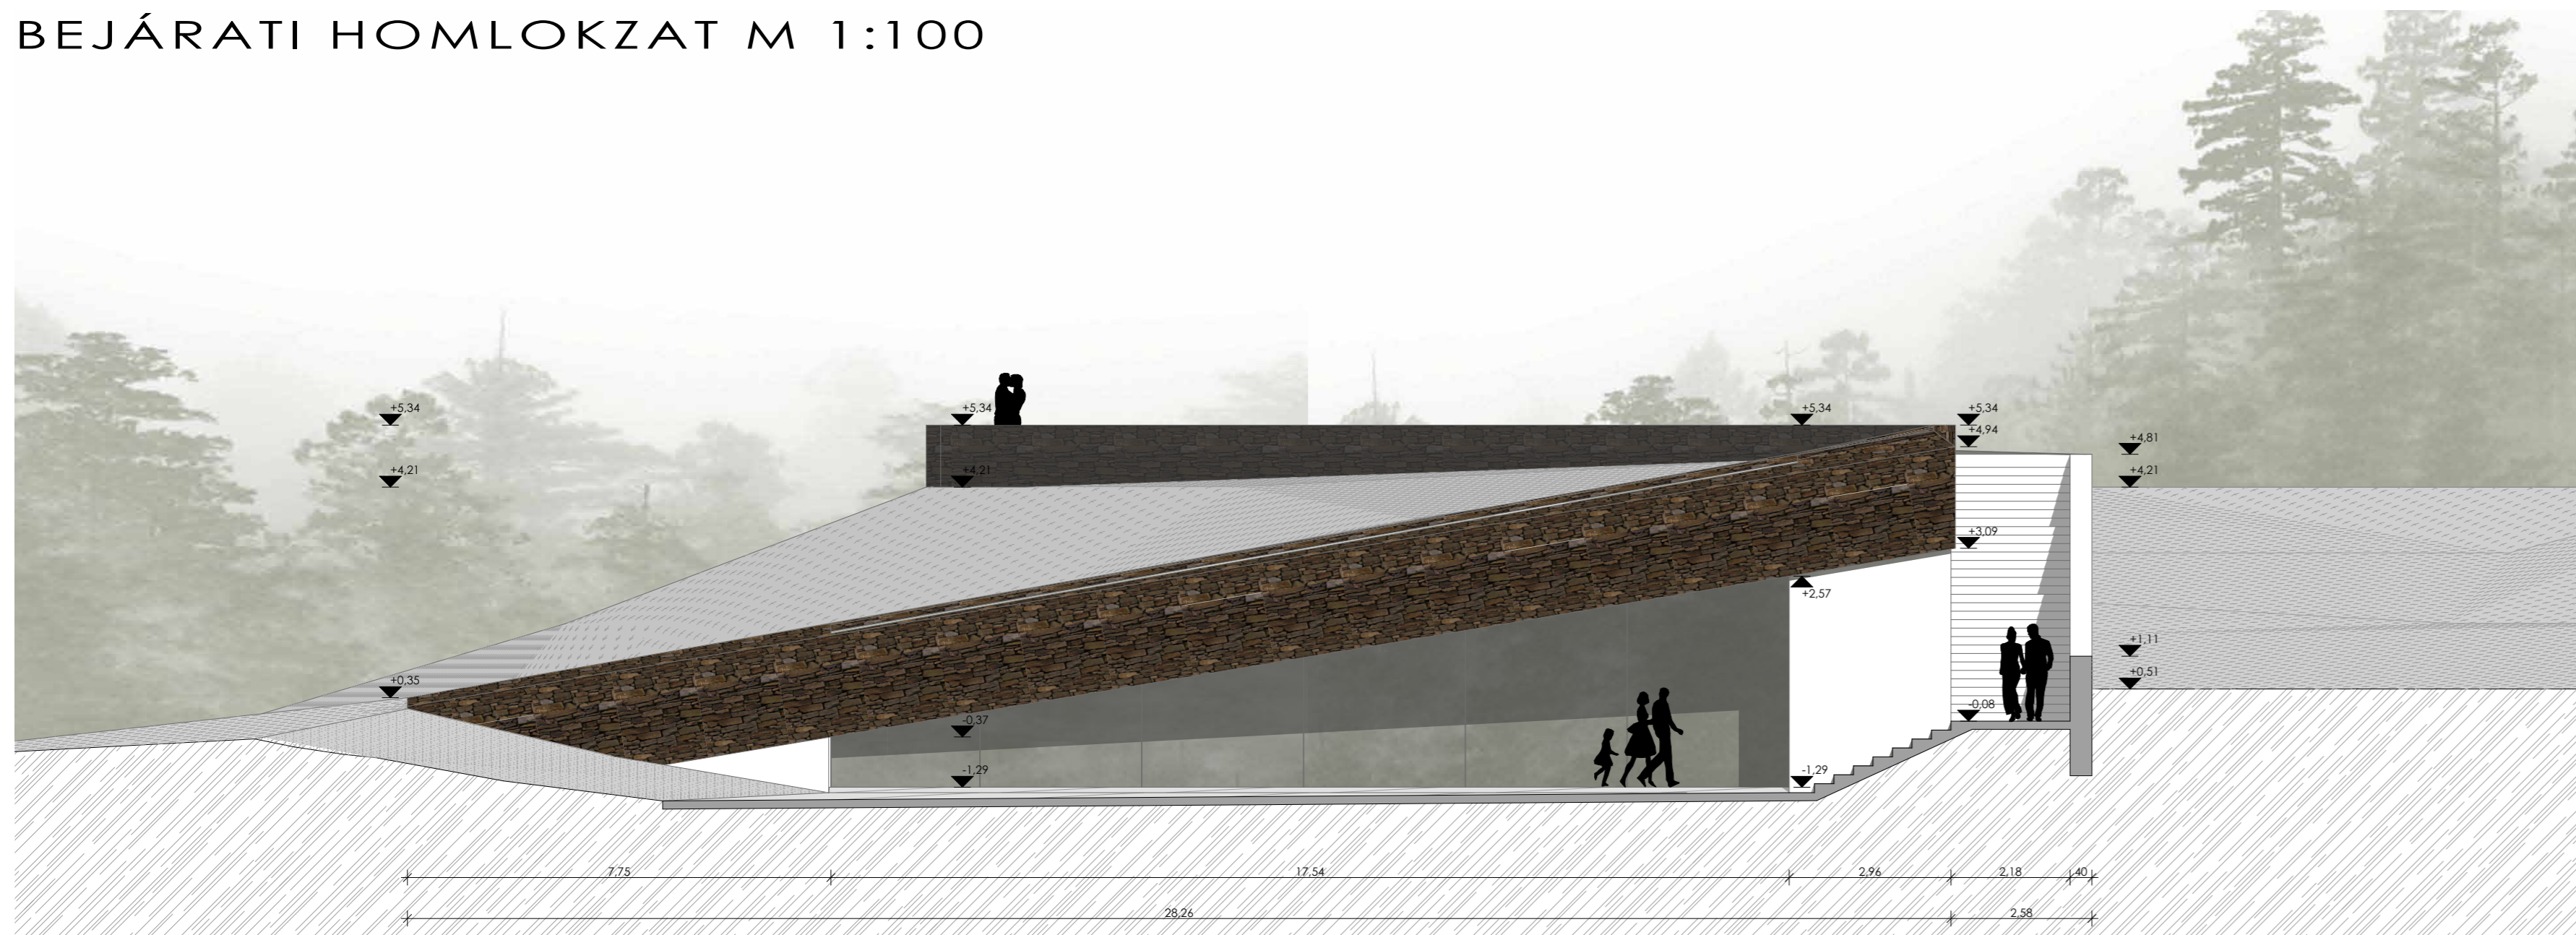 BEJÁRATI HOMLOKZAT M 1:100
+5,34 +5,34 +5,34 +5,34
+4,94
+4,81
+4,21 +4,21 +4,21
+3,09
+2,57
+1,11
+0,35 +0,51
-0,37 -0,08
-1,29 -1,29
7,75 17,54 2,96 2,18 40
28,26 2,58